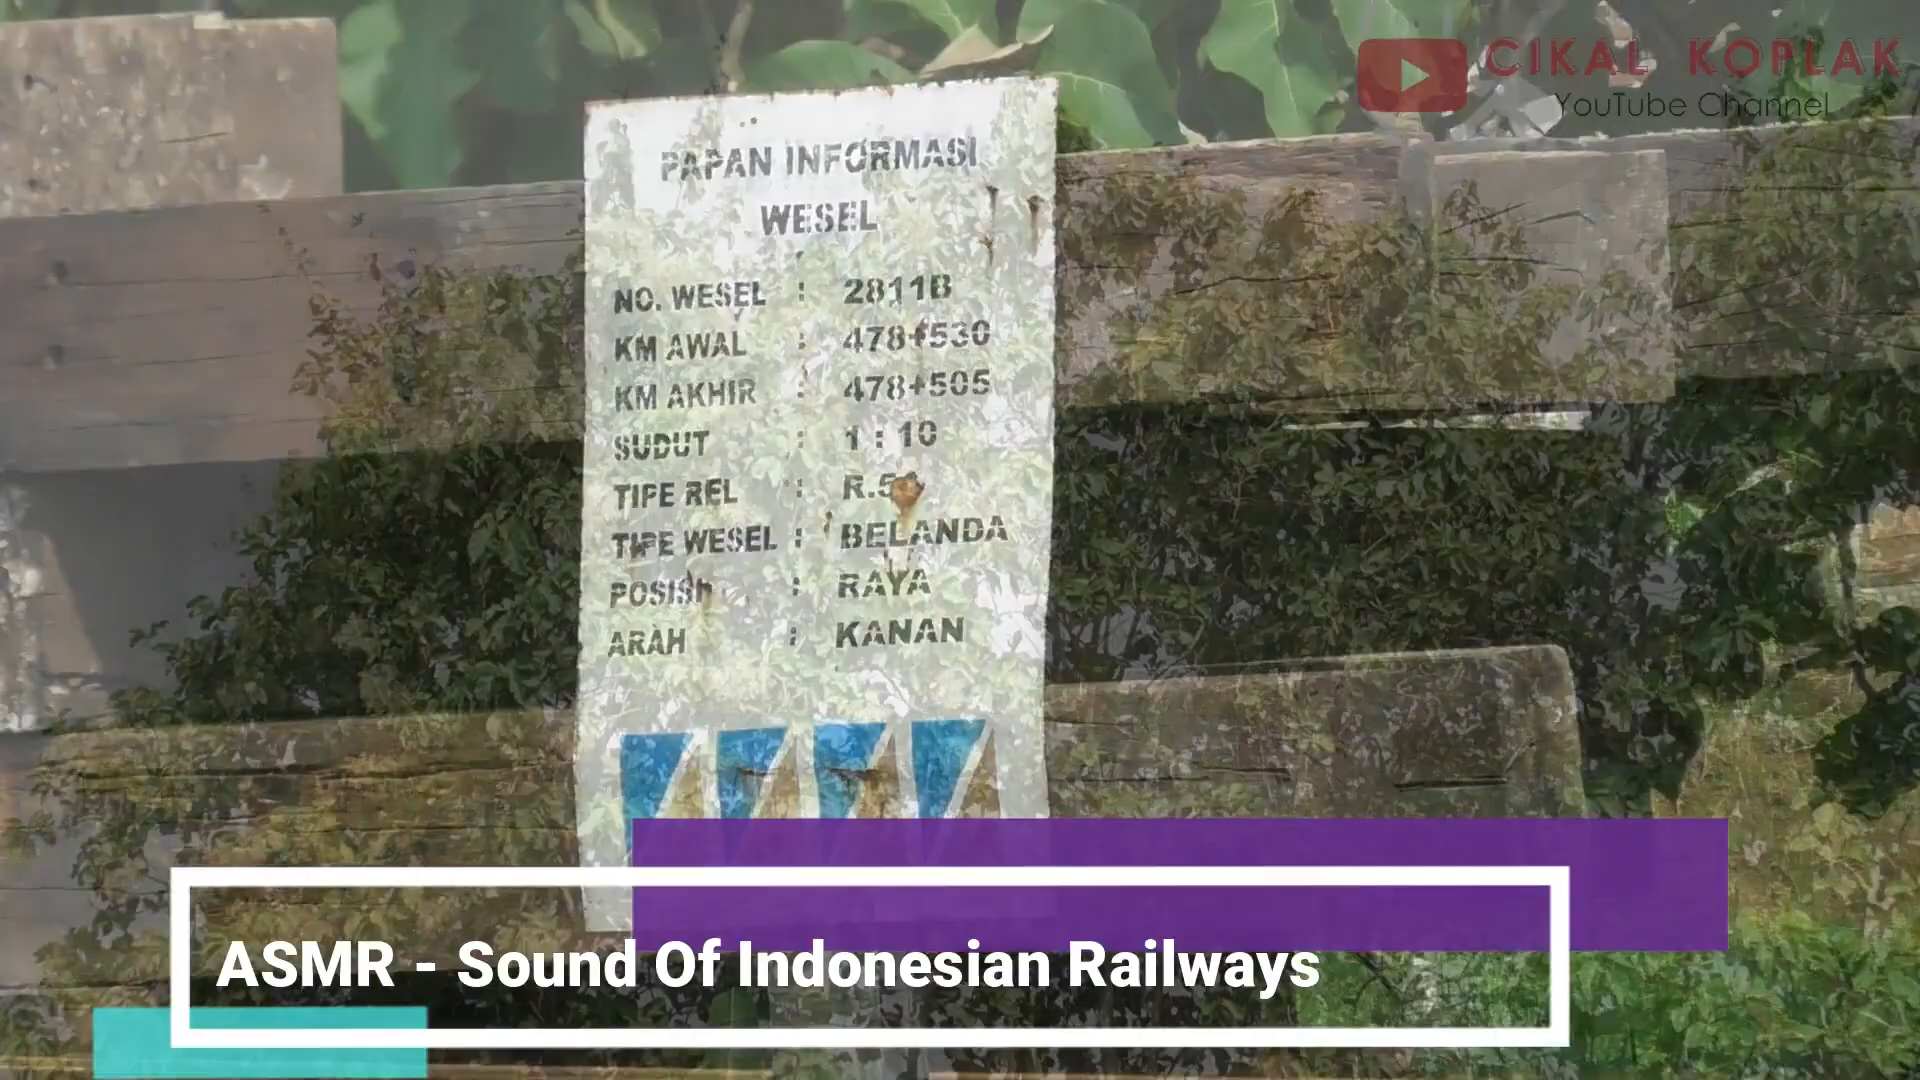 CIKAL KOPLAK
YouTube Channel
PAPAN INFORMASI
WESEL
NO. WESEL : 2811B
KM AWAL : 478+530
KM AKHIR : 478+505
SUDUT : 1 : 10
TIPE REL :
TIPE WESEL : BELANDA
POSISI : RAYA
ARAH : KANAN
ASMR - Sound Of Indonesian Railways